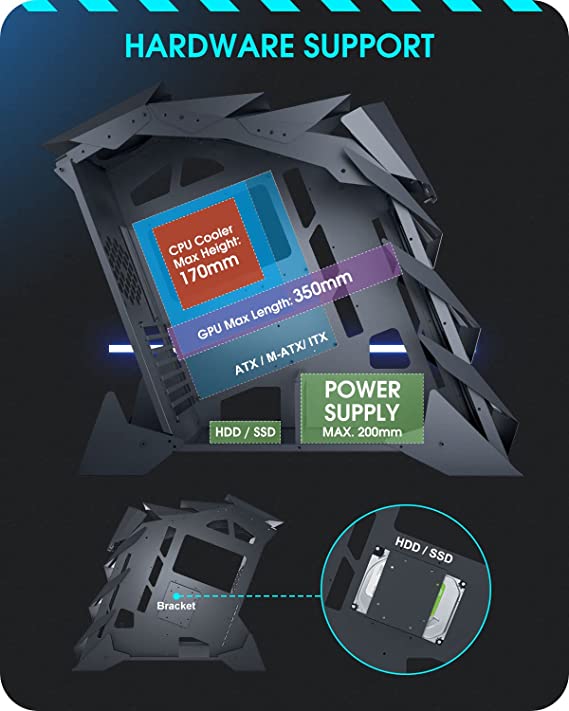 HARDWARE SUPPORT
CPU Cooler
Max Height:
170mm
GPU Max Length: 350mm
ATX / M-ATX/ ITX
POWER
SUPPLY
MAX. 200mm
HDD / SSD
HDD / SSD
Bracket